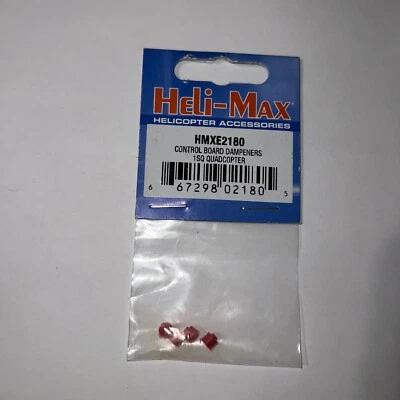 HELI-MAX®
HELICOPTER ACCESSORIES
HMXE2180
CONTROL BOARD DAMPENERS
1SQ QUADCOPTER
6 67298 02180 5